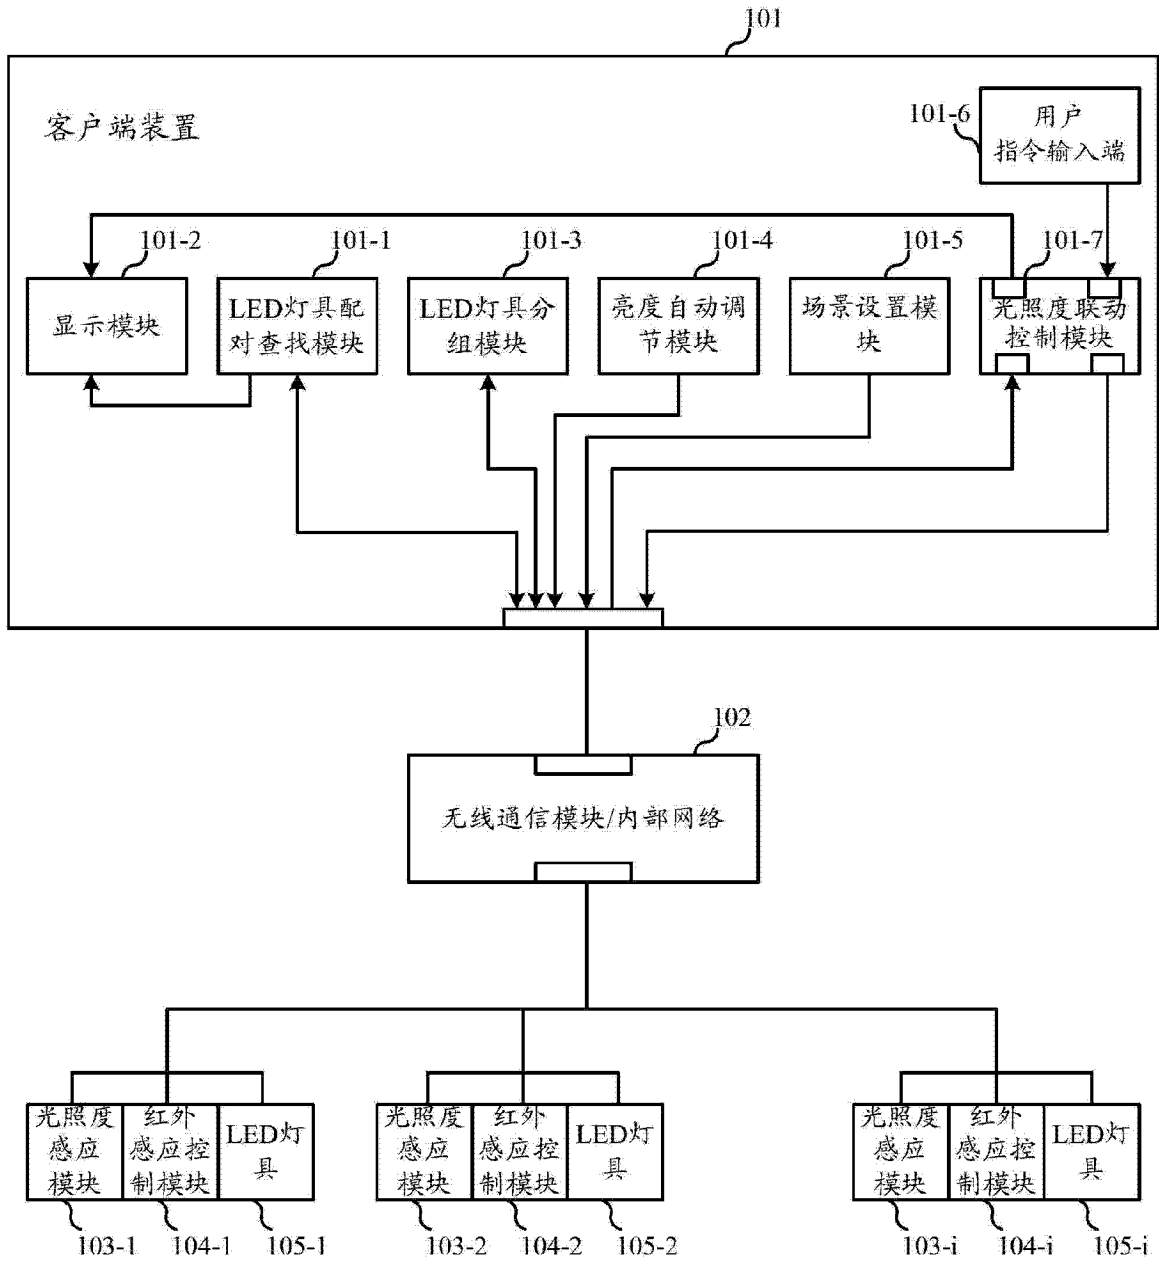 101
客户端装置
101-6
用户
指令输入端
101-2
101-1
101-3
101-4
101-5
101-7
显示模块
LED灯具配
对查找模块
LED灯具分
组模块
亮度自动调
节模块
场景设置模
块
光照度联动
控制模块
102
无线通信模块/内部网络
光照度
感应
模块
红外
感应控
制模块
LED灯
具
光照度
感应
模块
红外
感应控
制模块
LED灯
具
光照度
感应
模块
红外
感应控
制模块
LED灯
具
103-1
104-1
105-1
103-2
104-2
105-2
103-i
104-i
105-i